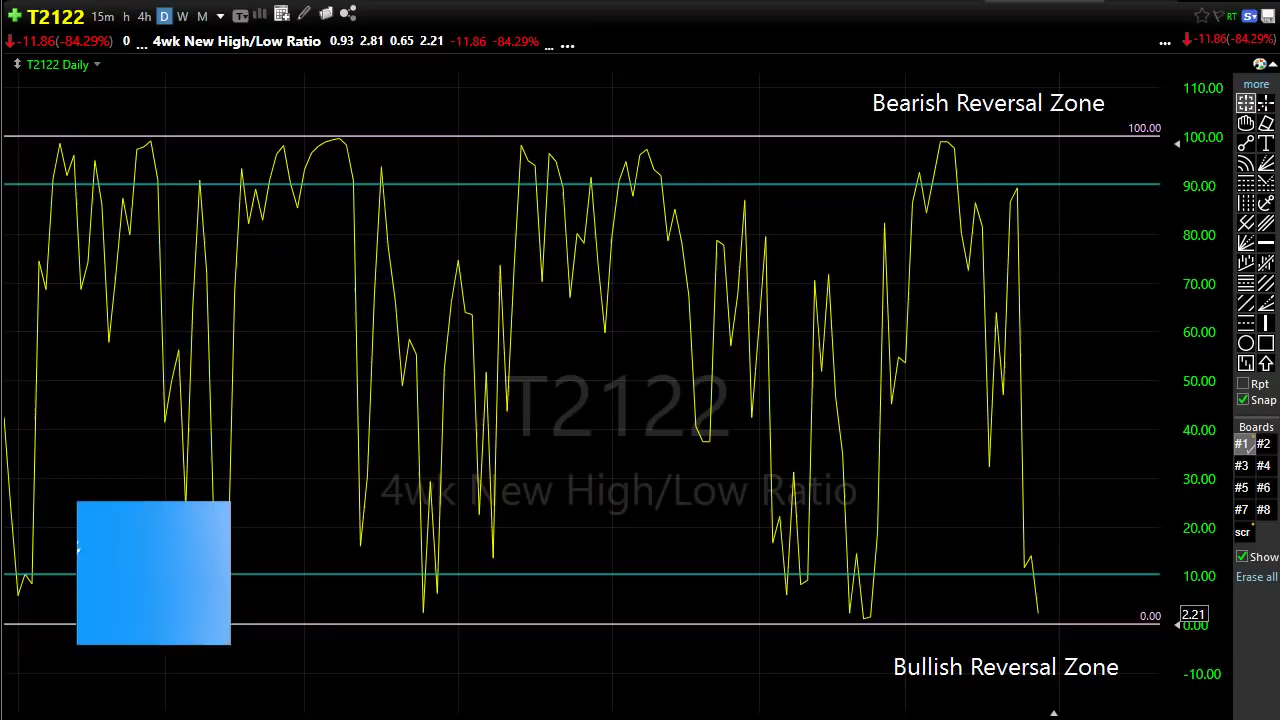 T2122 15m h 4h D W M
-11.86(-84.29%) 0 ... 4wk New High/Low Ratio 0.93 2.81 0.65 2.21 -11.86 -84.29% ... ...
RT S
... -11.86(-84.29%)
T2122 Daily
more
Bearish Reversal Zone
100.00
110.00
100.00
90.00
80.00
70.00
60.00
50.00
40.00
30.00
20.00
10.00
0.00
2.21
0.00
-10.00
T2122
4wk New High/Low Ratio
Bullish Reversal Zone
T
Rpt
Snap
Boards
#1 #2
#3 #4
#5 #6
#7 #8
scr
Show
Erase all